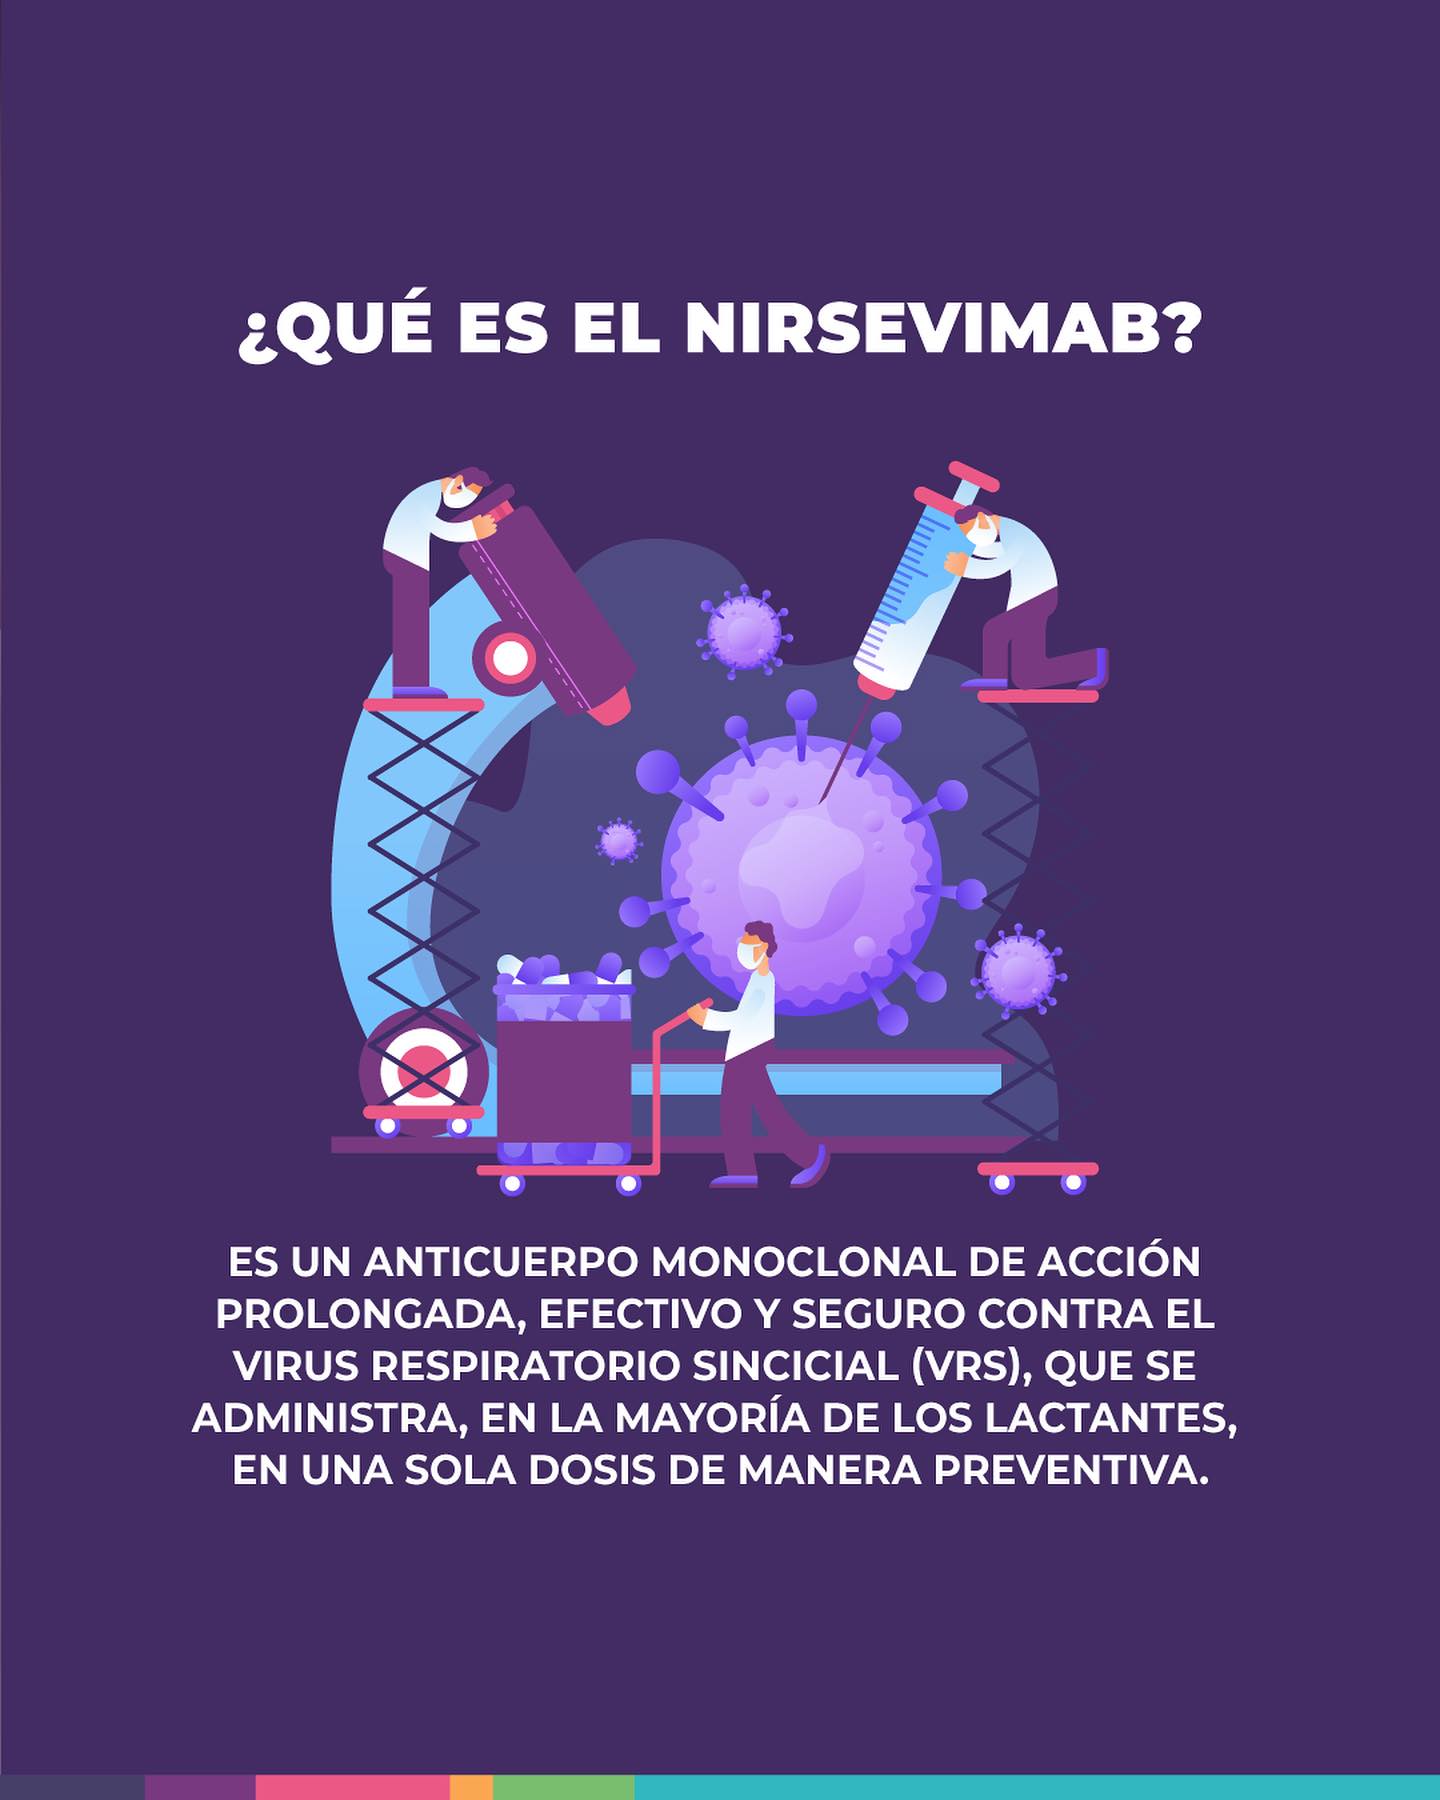 ¿QUÉ ES EL NIRSEVIMAB?
ES UN ANTICUERPO MONOCLONAL DE ACCIÓN
PROLONGADA, EFECTIVO Y SEGURO CONTRA EL
VIRUS RESPIRATORIO SINCICIAL (VRS), QUE SE
ADMINISTRA, EN LA MAYORÍA DE LOS LACTANTES,
EN UNA SOLA DOSIS DE MANERA PREVENTIVA.